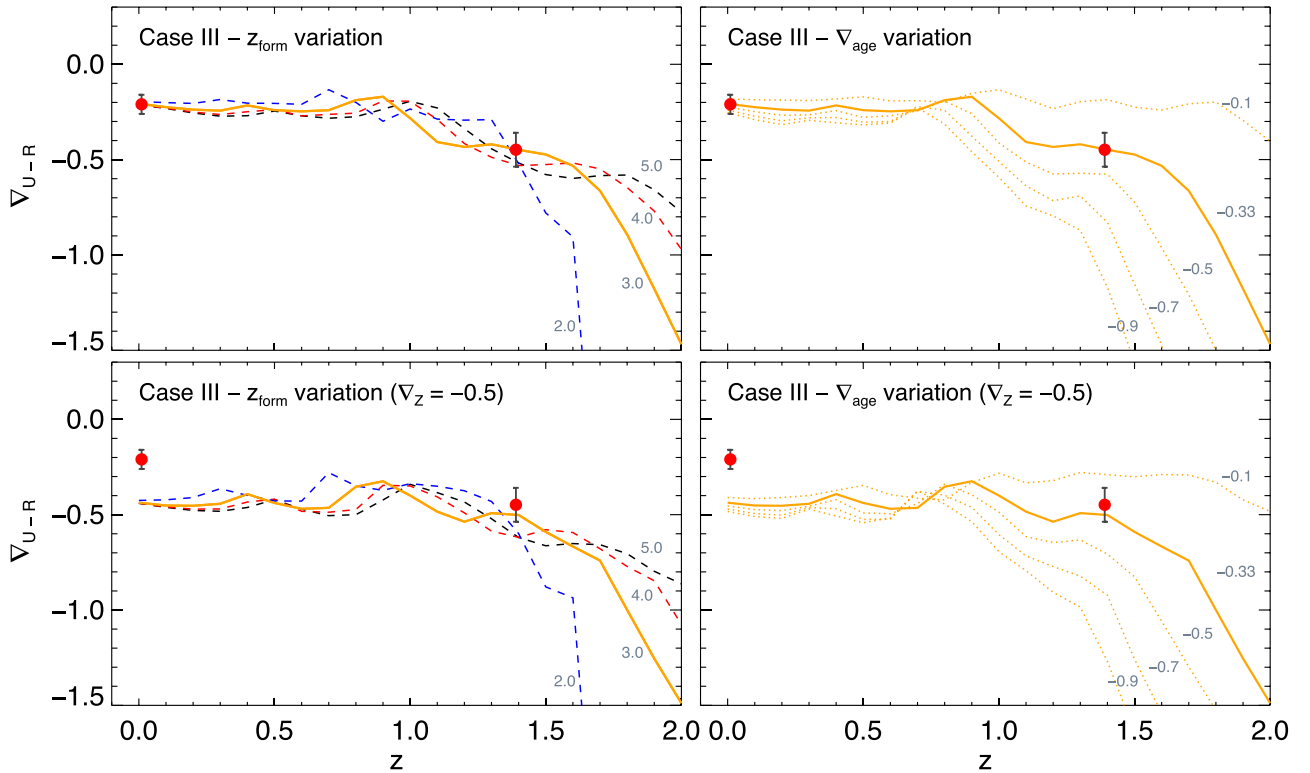 Case III − z_form variation
Case III − ∇_age variation
0.0
−0.5
−1.0
−1.5
∇_U − R
5.0
4.0
3.0
2.0
−0.1
−0.33
−0.5
−0.7
−0.9
Case III − z_form variation (∇_Z = −0.5)
Case III − ∇_age variation (∇_Z = −0.5)
0.0
−0.5
−1.0
−1.5
∇_U − R
5.0
4.0
3.0
2.0
−0.1
−0.33
−0.5
−0.7
−0.9
0.0 0.5 1.0 1.5 2.0
0.0 0.5 1.0 1.5 2.0
z
z